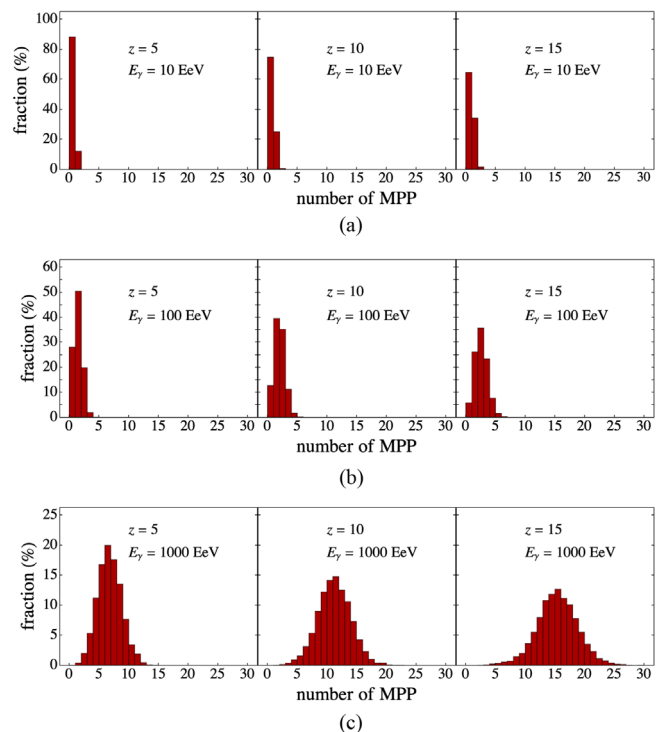 100
80
60
40
20
0
fraction (%)
z = 5
Eγ = 10 EeV
z = 10
Eγ = 10 EeV
z = 15
Eγ = 10 EeV
0 5 10 15 20 25 30 0 5 10 15 20 25 30 0 5 10 15 20 25 30
number of MPP
(a)
60
50
40
30
20
10
0
fraction (%)
z = 5
Eγ = 100 EeV
z = 10
Eγ = 100 EeV
z = 15
Eγ = 100 EeV
0 5 10 15 20 25 30 0 5 10 15 20 25 30 0 5 10 15 20 25 30
number of MPP
(b)
25
20
15
10
5
0
fraction (%)
z = 5
Eγ = 1000 EeV
z = 10
Eγ = 1000 EeV
z = 15
Eγ = 1000 EeV
0 5 10 15 20 25 30 0 5 10 15 20 25 30 0 5 10 15 20 25 30
number of MPP
(c)